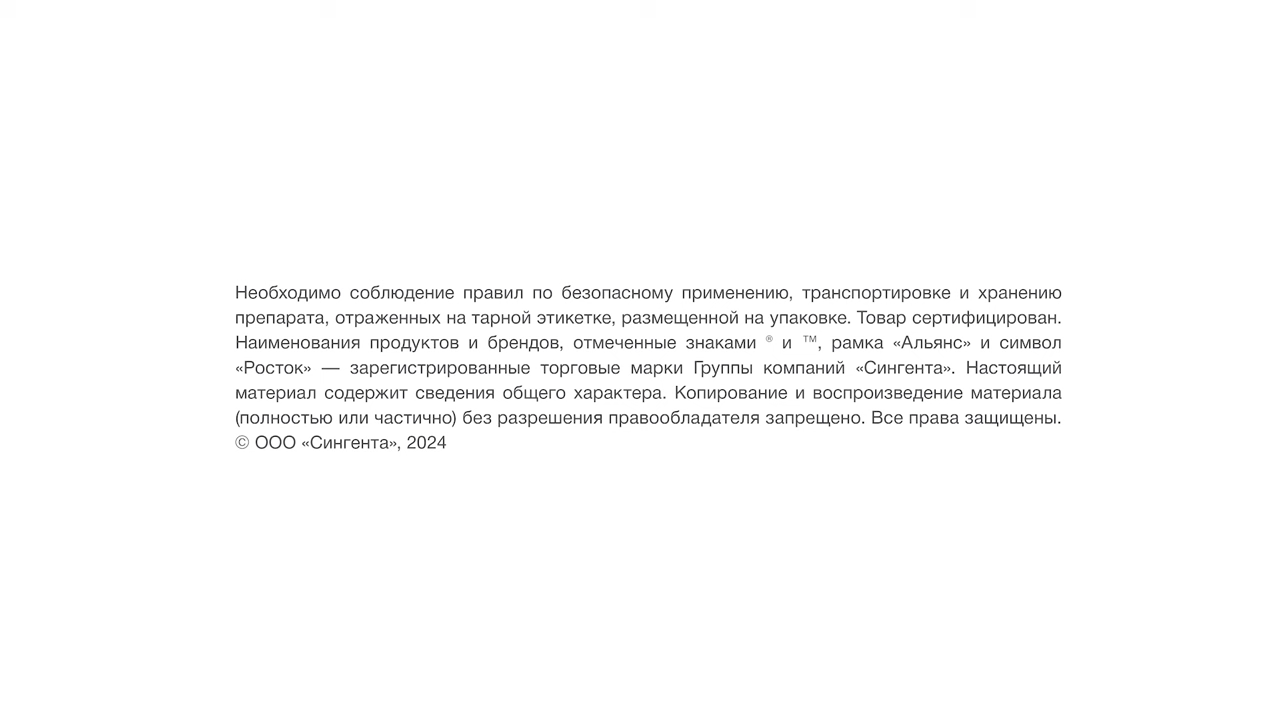 Необходимо соблюдение правил по безопасному применению, транспортировке и хранению
препарата, отраженных на тарной этикетке, размещенной на упаковке. Товар сертифицирован.
Наименования продуктов и брендов, отмеченные знаками ® и ™, рамка «Альянс» и символ
«Росток» — зарегистрированные торговые марки Группы компаний «Сингента». Настоящий
материал содержит сведения общего характера. Копирование и воспроизведение материала
(полностью или частично) без разрешения правообладателя запрещено. Все права защищены.
© ООО «Сингента», 2024